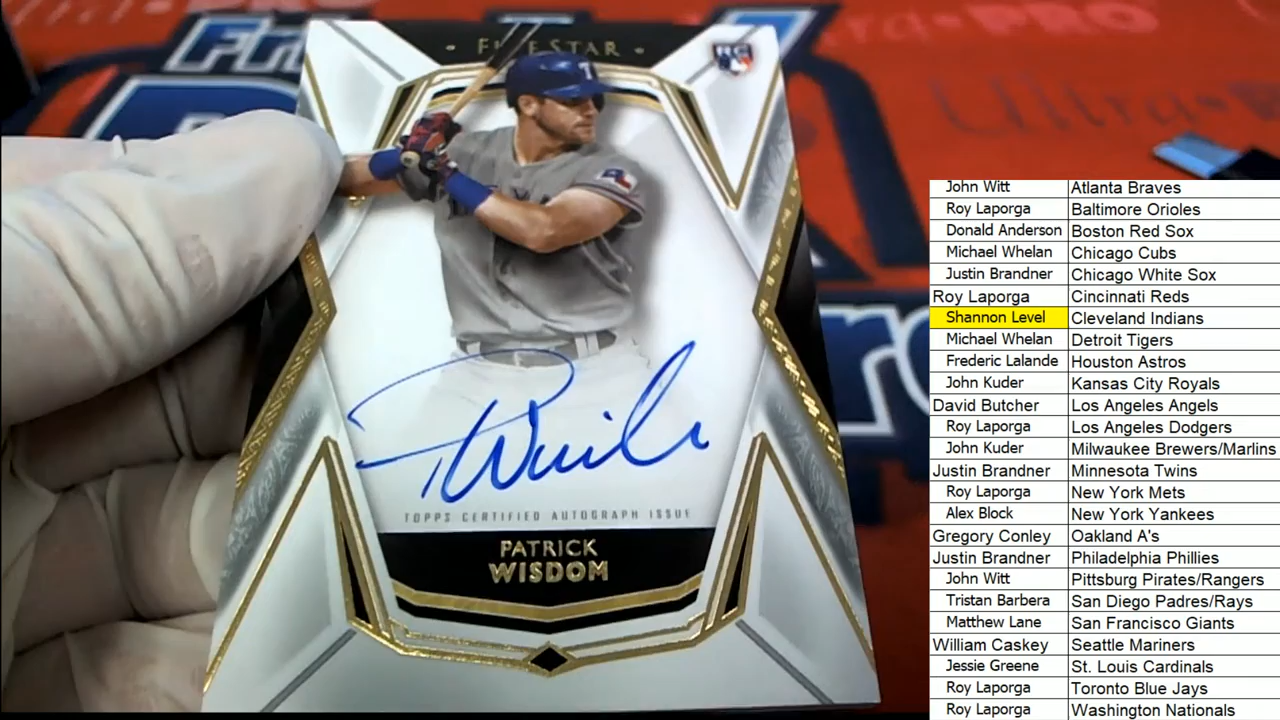 FIVE STAR
RC
T
TOPPS CERTIFIED AUTOGRAPH ISSUE
PATRICK
WISDOM
Ultra PRO
John Witt Atlanta Braves
Roy Laporga Baltimore Orioles
Donald Anderson Boston Red Sox
Michael Whelan Chicago Cubs
Justin Brandner Chicago White Sox
Roy Laporga Cincinnati Reds
Shannon Level Cleveland Indians
Michael Whelan Detroit Tigers
Frederic Lalande Houston Astros
John Kuder Kansas City Royals
David Butcher Los Angeles Angels
Roy Laporga Los Angeles Dodgers
John Kuder Milwaukee Brewers/Marlins
Justin Brandner Minnesota Twins
Roy Laporga New York Mets
Alex Block New York Yankees
Gregory Conley Oakland A's
Justin Brandner Philadelphia Phillies
John Witt Pittsburg Pirates/Rangers
Tristan Barbera San Diego Padres/Rays
Matthew Lane San Francisco Giants
William Caskey Seattle Mariners
Jessie Greene St. Louis Cardinals
Roy Laporga Toronto Blue Jays
Roy Laporga Washington Nationals